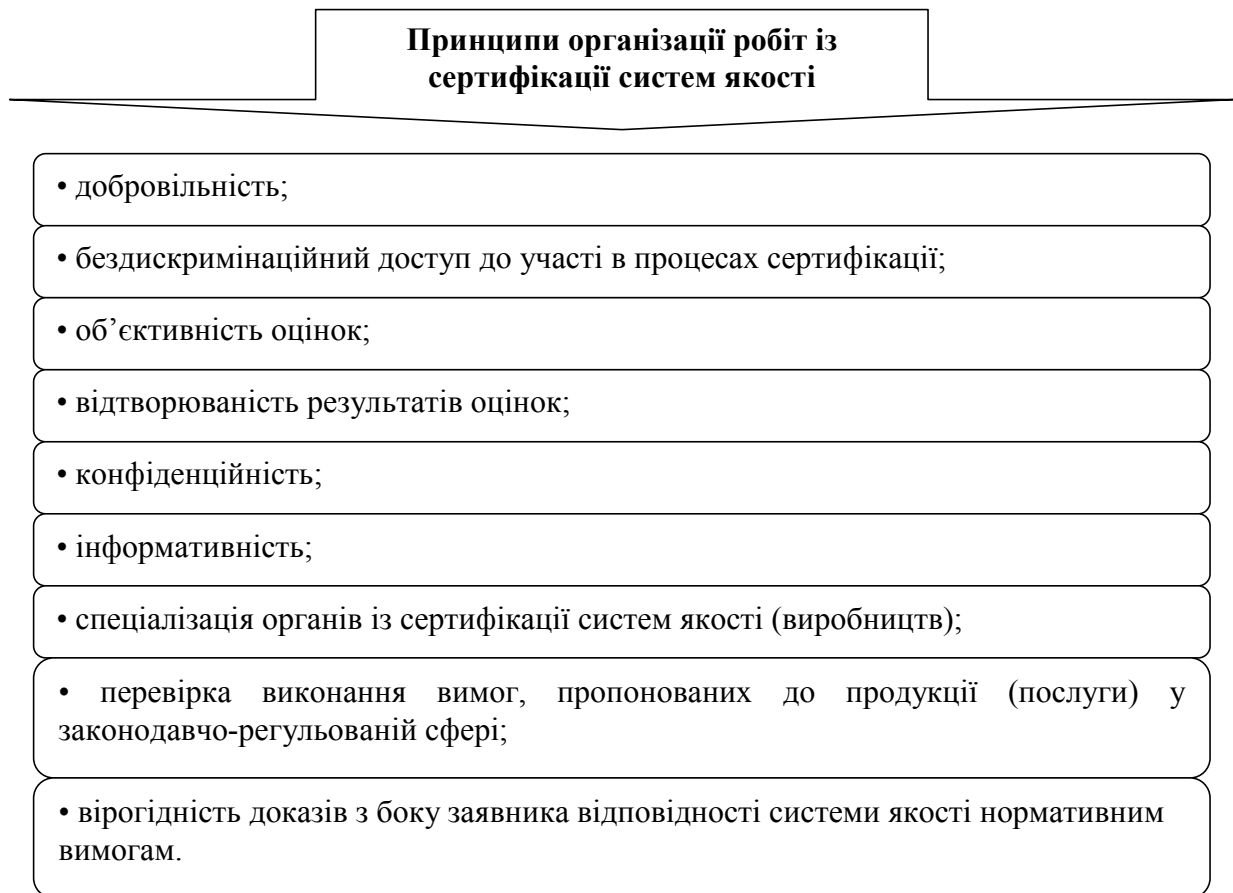 Принципи організації робіт із
сертифікації систем якості
• добровільність;
• бездискримінаційний доступ до участі в процесах сертифікації;
• об’єктивність оцінок;
• відтворюваність результатів оцінок;
• конфіденційність;
• інформативність;
• спеціалізація органів із сертифікації систем якості (виробництв);
• перевірка виконання вимог, пропонованих до продукції (послуги) у
законодавчо-регульованій сфері;
• вірогідність доказів з боку заявника відповідності системи якості нормативним
вимогам.